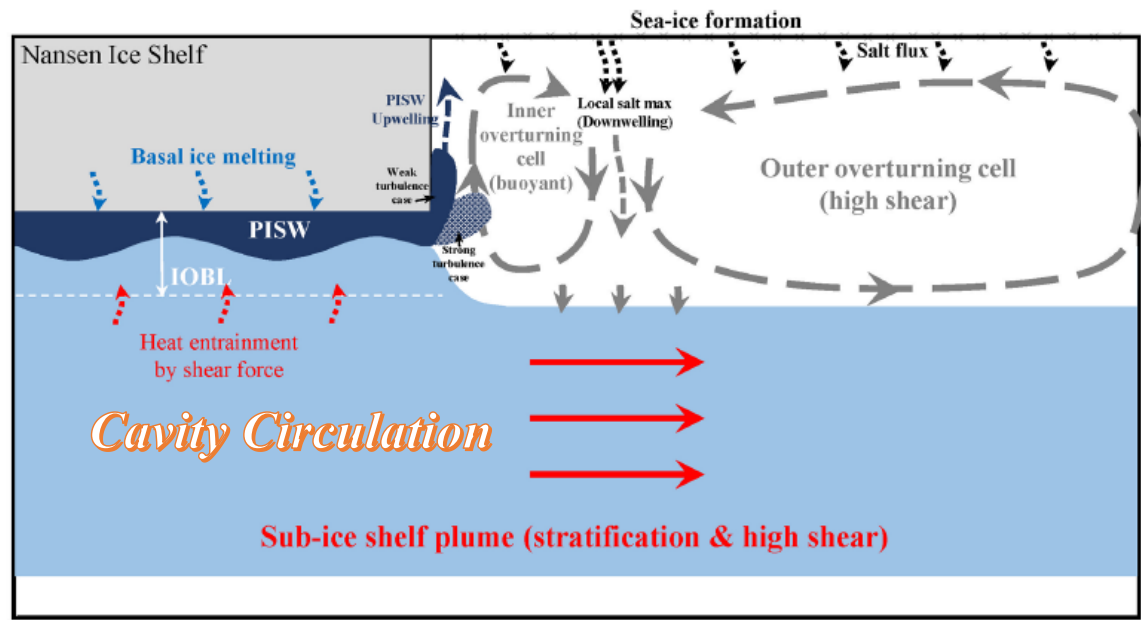 Sea-ice formation
Nansen Ice Shelf
Salt flux
PISW
Upwelling
Inner
overturning
cell
(buoyant)
Local salt max
(Downwelling)
Outer overturning cell
(high shear)
Basal ice melting
Weak
turbulence
case
PISW
Strong
turbulence
case
IOBL
Heat entrainment
by shear force
Cavity Circulation
Sub-ice shelf plume (stratification & high shear)